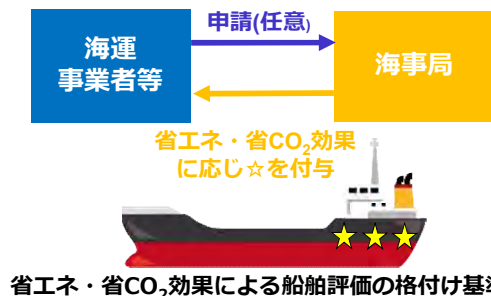 申請(任意)
海運
事業者等
海事局
省エネ・省CO₂効果
に応じ☆を付与
省エネ・省CO₂効果による船舶評価の格付け基